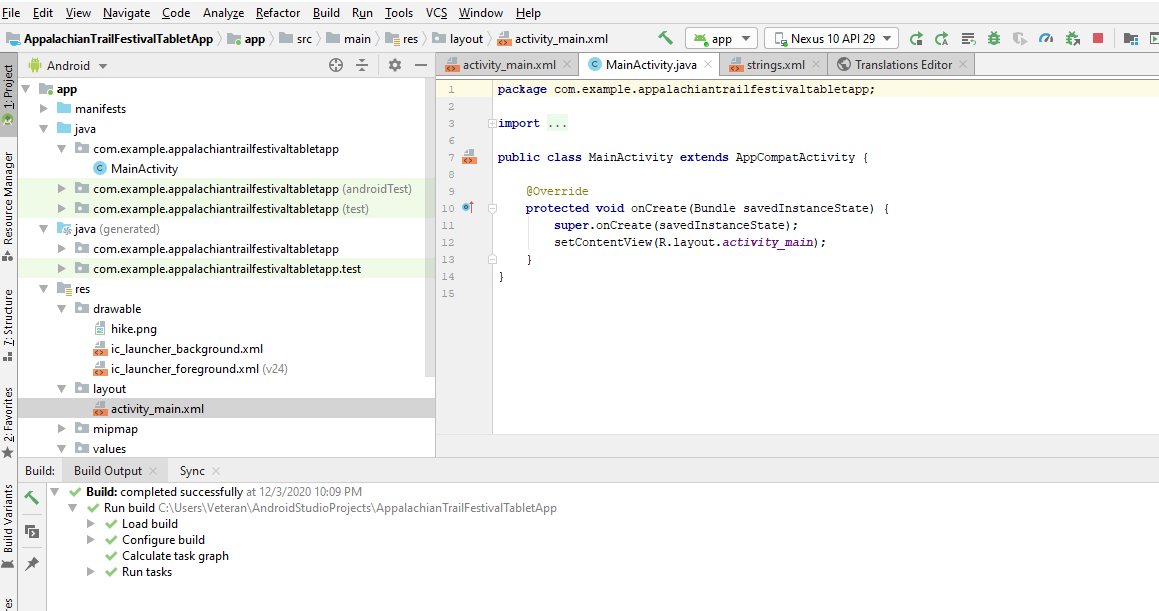 File Edit View Navigate Code Analyze Refactor Build Run Tools VCS Window Help
AppalachianTrailFestivalTabletApp app src main res layout activity_main.xml app Nexus 10 API 29
1: Project
Resource Manager
7: Structure
2: Favorites
Build Variants
Android
app
manifests
java
com.example.appalachiantrailfestivaltabletapp
MainActivity
com.example.appalachiantrailfestivaltabletapp (androidTest)
com.example.appalachiantrailfestivaltabletapp (test)
java (generated)
com.example.appalachiantrailfestivaltabletapp
com.example.appalachiantrailfestivaltabletapp.test
res
drawable
hike.png
ic_launcher_background.xml
ic_launcher_foreground.xml (v24)
layout
activity_main.xml
mipmap
values
activity_main.xml MainActivity.java strings.xml Translations Editor
1 package com.example.appalachiantrailfestivaltabletapp;
2
3 import ...
6
7 public class MainActivity extends AppCompatActivity {
8
9 @Override
10 protected void onCreate(Bundle savedInstanceState) {
11 super.onCreate(savedInstanceState);
12 setContentView(R.layout.activity_main);
13 }
14 }
15
Build: Build Output Sync
Build: completed successfully at 12/3/2020 10:09 PM
Run build C:\Users\Veteran\AndroidStudioProjects\AppalachianTrailFestivalTabletApp
Load build
Configure build
Calculate task graph
Run tasks